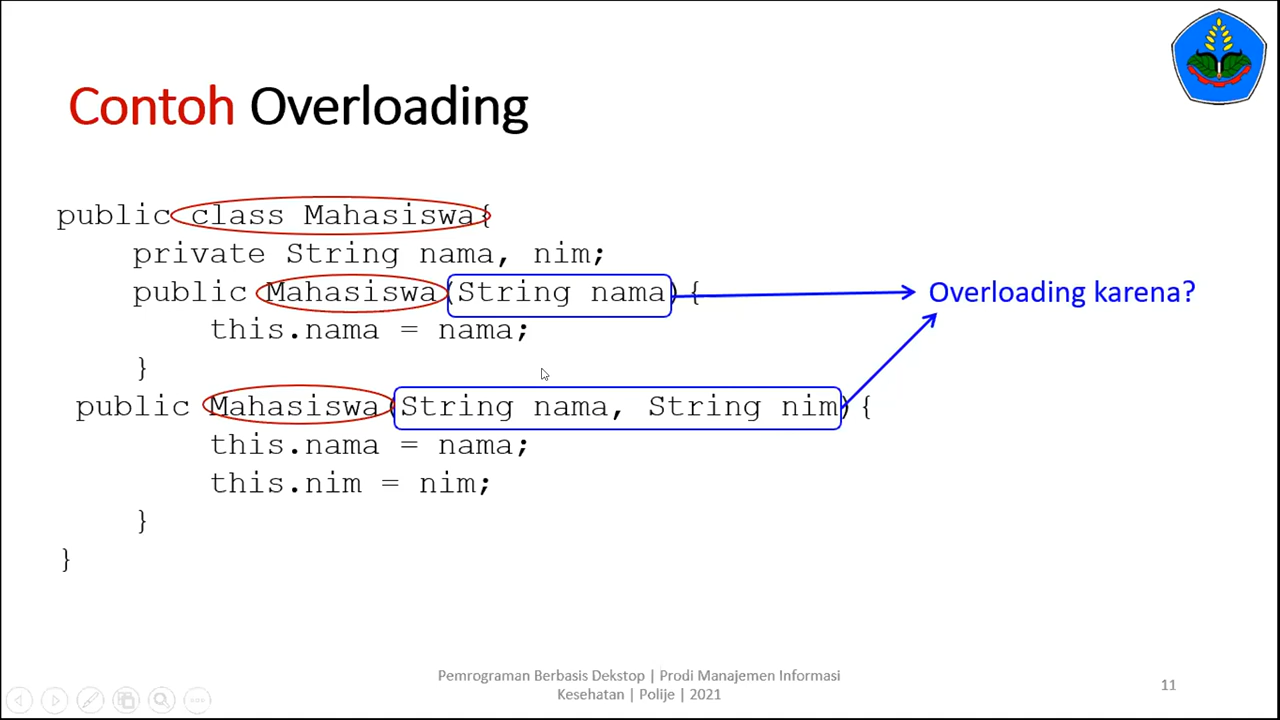 Contoh Overloading
public class Mahasiswa{
private String nama, nim;
public Mahasiswa(String nama){
Overloading karena?
this.nama = nama;
}
public Mahasiswa(String nama, String nim){
this.nama = nama;
this.nim = nim;
}
}
Pemrograman Berbasis Dekstop | Prodi Manajemen Informasi
Kesehatan | Polije | 2021
11